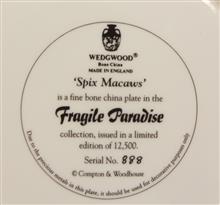 WEDGWOOD®
Bone China
MADE IN ENGLAND
'Spix Macaws'
is a fine bone china plate in the
Fragile Paradise
collection, issued in a limited
edition of 12,500.
Serial No. 888
© Compton & Woodhouse
Due to the precious metals in this plate, it should be used for decorative purposes only